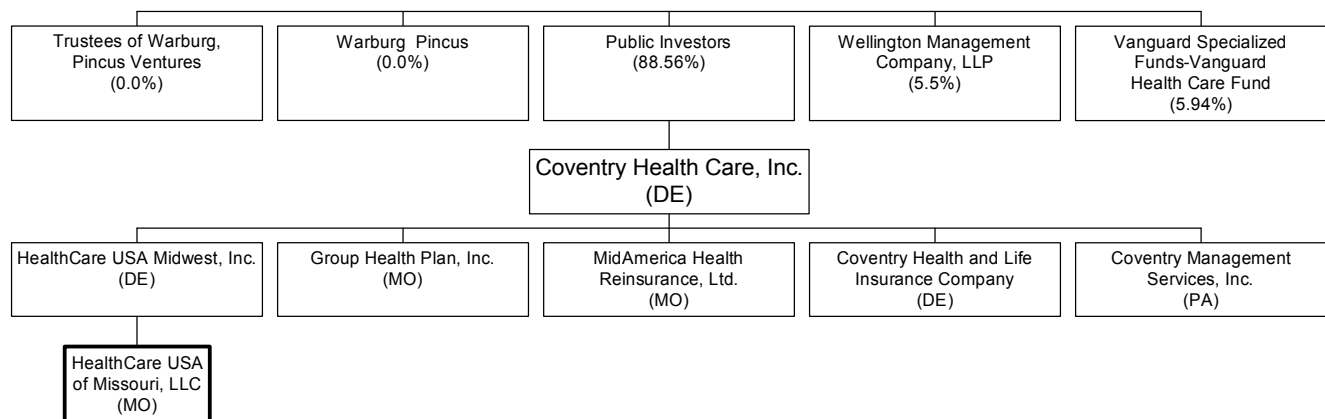 Trustees of Warburg,
Pincus Ventures
(0.0%)
Warburg Pincus
(0.0%)
Public Investors
(88.56%)
Wellington Management
Company, LLP
(5.5%)
Vanguard Specialized
Funds-Vanguard
Health Care Fund
(5.94%)
Coventry Health Care, Inc.
(DE)
HealthCare USA Midwest, Inc.
(DE)
Group Health Plan, Inc.
(MO)
MidAmerica Health
Reinsurance, Ltd.
(MO)
Coventry Health and Life
Insurance Company
(DE)
Coventry Management
Services, Inc.
(PA)
HealthCare USA
of Missouri, LLC
(MO)